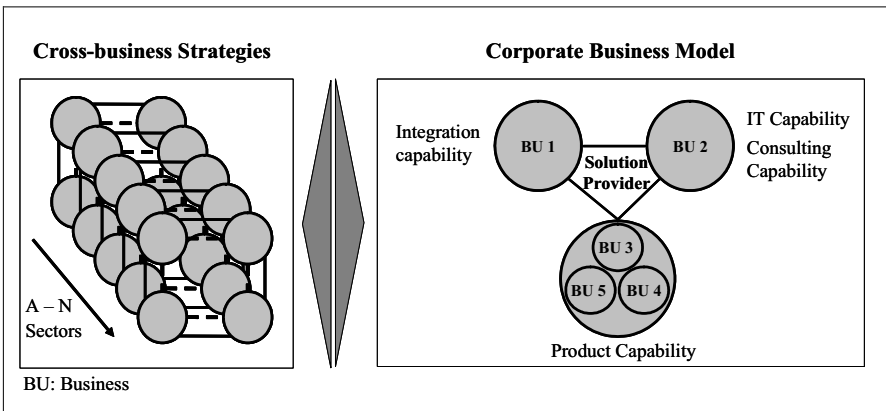 Cross-business Strategies
Corporate Business Model
A – N
Sectors
Integration
capability
BU 1
BU 2
Solution
Provider
IT Capability
Consulting
Capability
BU 3
BU 5
BU 4
Product Capability
BU: Business